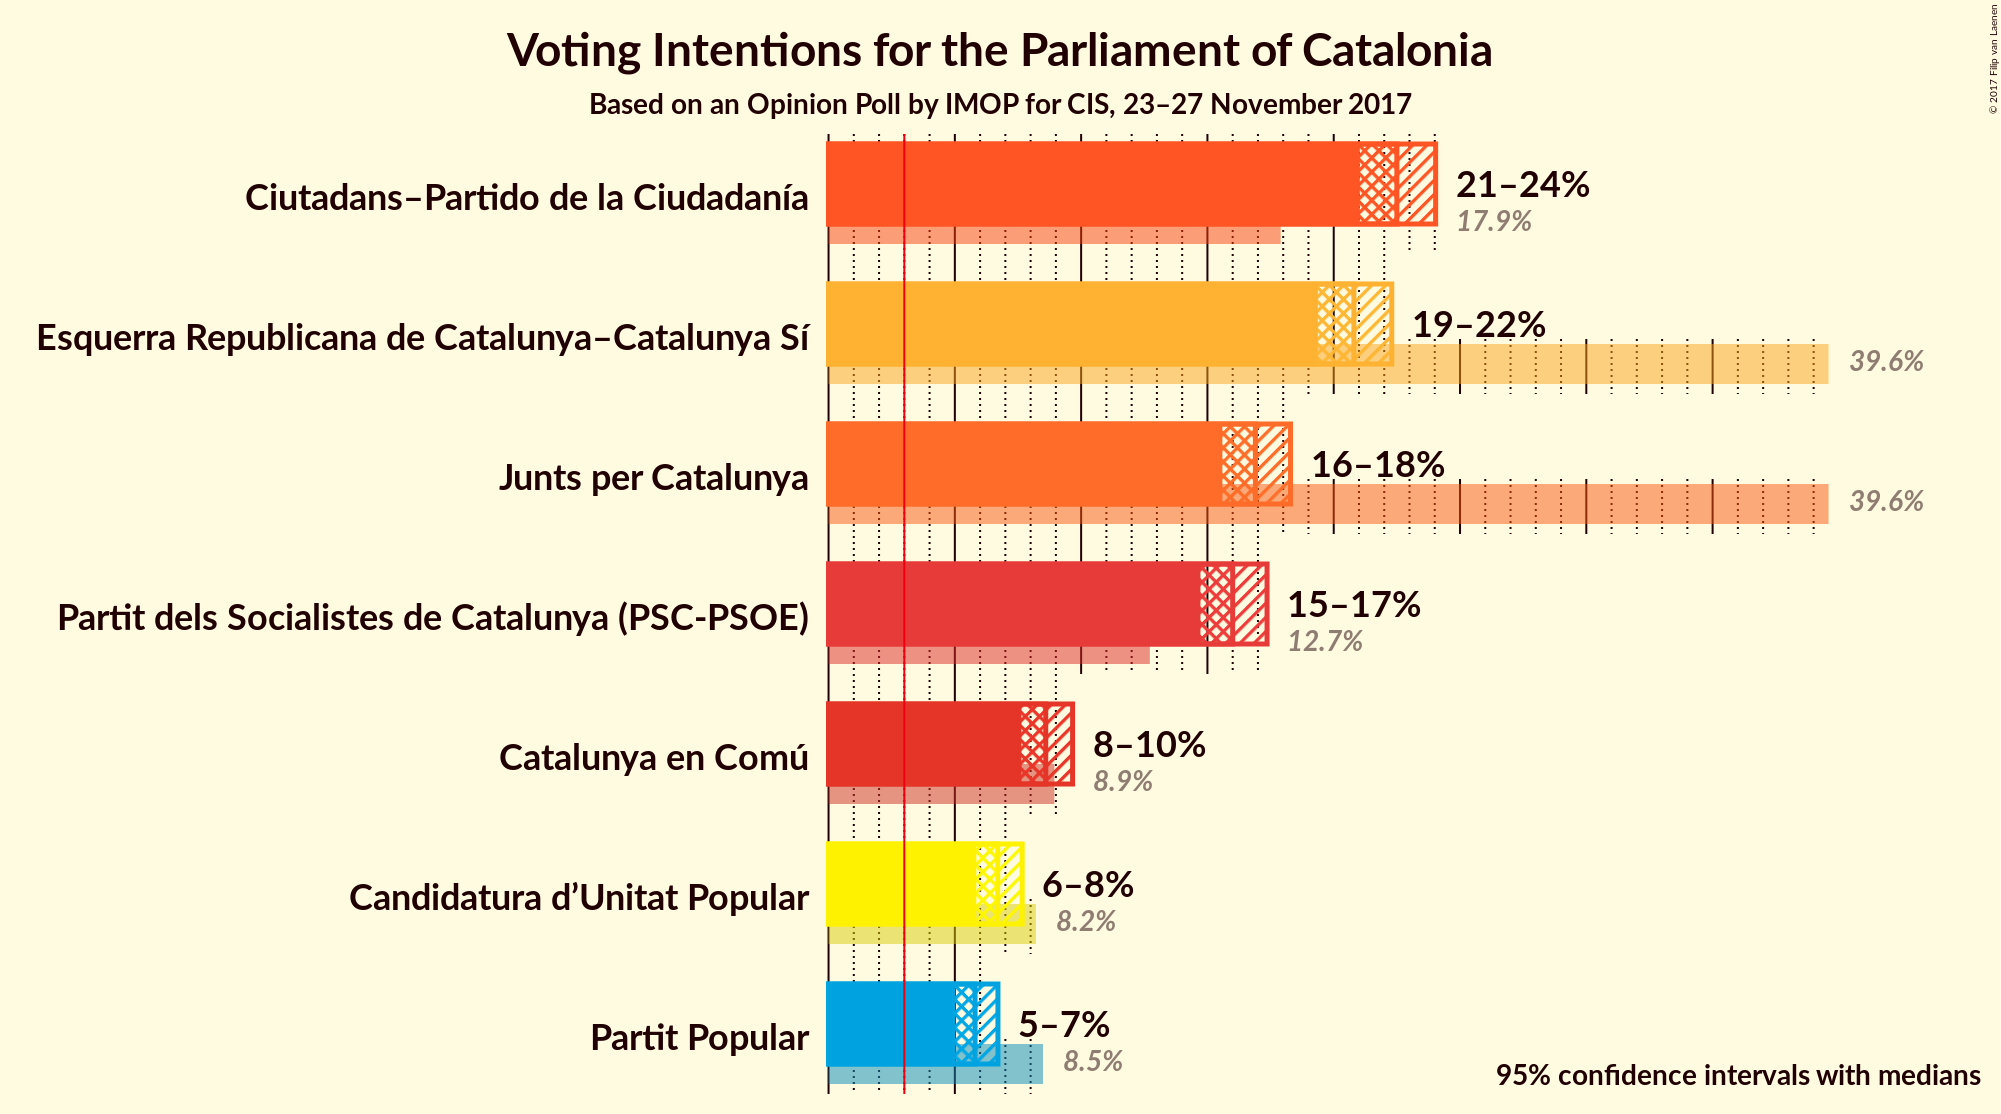 Voting Intentions for the Parliament of Catalonia
Based on an Opinion Poll by IMOP for CIS, 23–27 November 2017
© 2017 Filip van Laenen
Ciutadans–Partido de la Ciudadanía
21–24%
17.9%
Esquerra Republicana de Catalunya–Catalunya Sí
19–22%
39.6%
Junts per Catalunya
16–18%
39.6%
Partit dels Socialistes de Catalunya (PSC-PSOE)
15–17%
12.7%
Catalunya en Comú
8–10%
8.9%
Candidatura d’Unitat Popular
6–8%
8.2%
Partit Popular
5–7%
8.5%
95% confidence intervals with medians